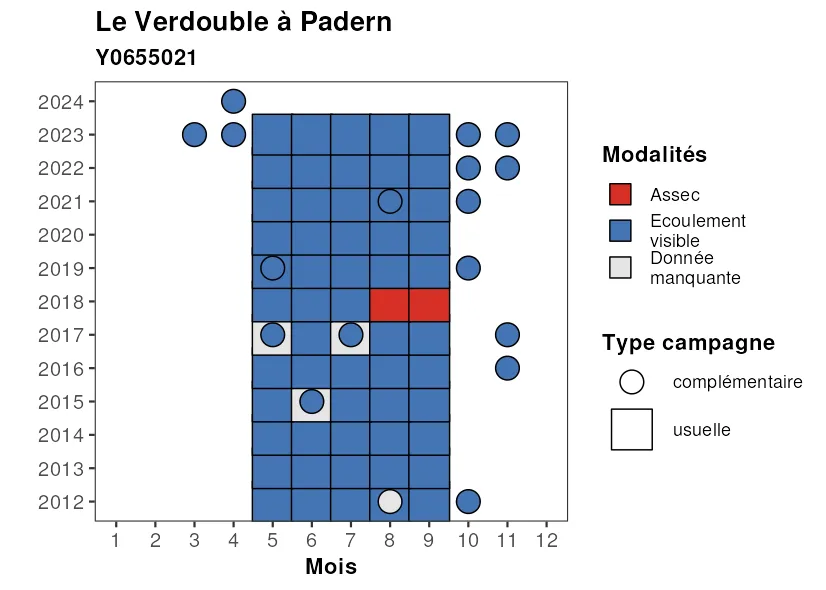 Le Verdouble à Padern
Y0655021
2024
2023
2022
2021
2020
2019
2018
2017
2016
2015
2014
2013
2012
1 2 3 4 5 6 7 8 9 10 11 12
Mois
Modalités
Assec
Ecoulement
visible
Donnée
manquante
Type campagne
complémentaire
usuelle